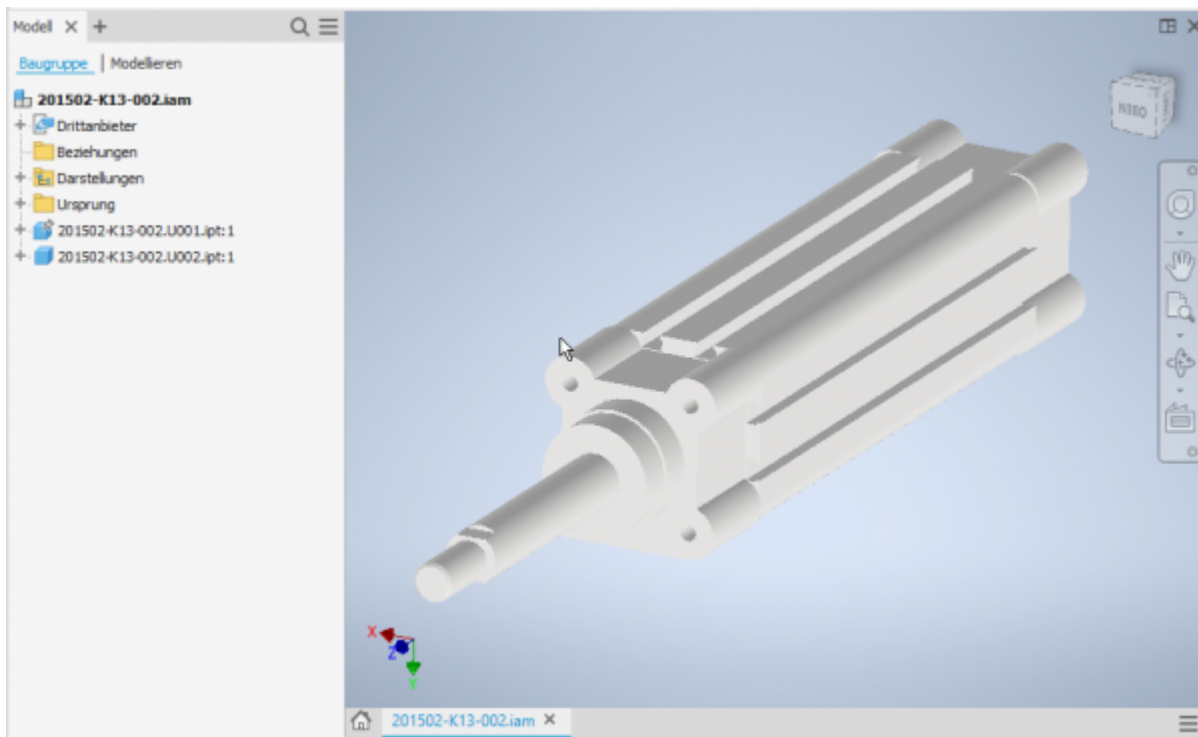 Modell
Baugruppe | Modellieren
201502-K13-002.iam
Drittanbieter
Beziehungen
Darstellungen
Ursprung
201502-K13-002.U001.ipt:1
201502-K13-002.U002.ipt:1
OBEN
X
Z
Y
201502-K13-002.iam